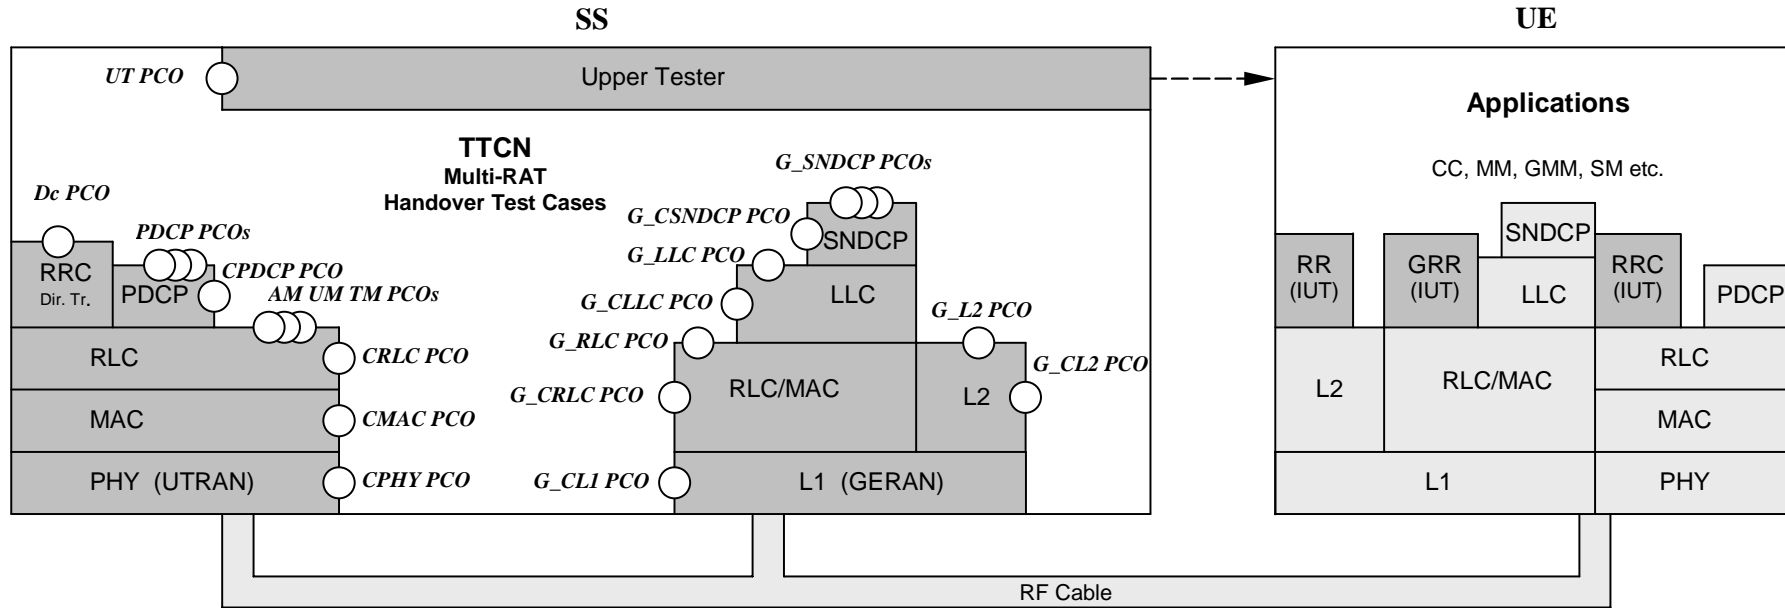 SS
UE
UT PCO
Upper Tester
Applications
TTCN
Multi-RAT
Handover Test Cases
G_SNDCP PCOs
CC, MM, GMM, SM etc.
Dc PCO
G_CSNDCP PCO
PDCP PCOs
SNDCP
SNDCP
G_LLC PCO
RRC
Dir. Tr.
CPDCP PCO
PDCP
AM UM TM PCOs
G_CLLC PCO
LLC
RR
(IUT)
GRR
(IUT)
LLC
RRC
(IUT)
PDCP
G_L2 PCO
G_RLC PCO
RLC
CRLC PCO
G_CL2 PCO
RLC
G_CRLC PCO
RLC/MAC
L2
L2
RLC/MAC
MAC
CMAC PCO
MAC
PHY (UTRAN)
CPHY PCO
G_CL1 PCO
L1 (GERAN)
L1
PHY
RF Cable